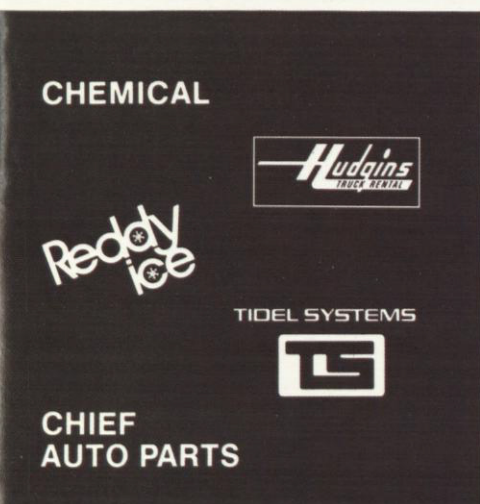 CHEMICAL
Hudgins
TRUCK RENTAL
Reddy
ice
TIDEL SYSTEMS
TS
CHIEF
AUTO PARTS